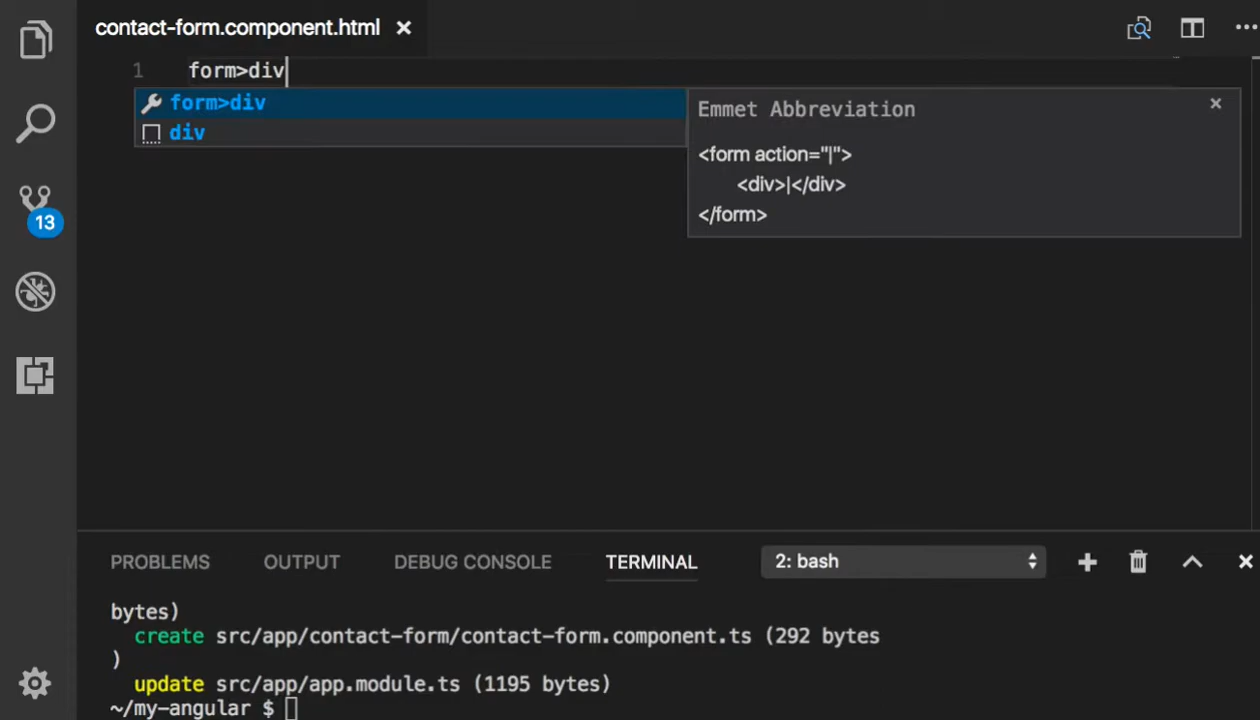 contact-form.component.html
1 form>div
form>div
div
Emmet Abbreviation
<form action="|">
<div>|</div>
</form>
13
PROBLEMS OUTPUT DEBUG CONSOLE TERMINAL 2: bash
bytes)
create src/app/contact-form/contact-form.component.ts (292 bytes
)
update src/app/app.module.ts (1195 bytes)
~/my-angular $